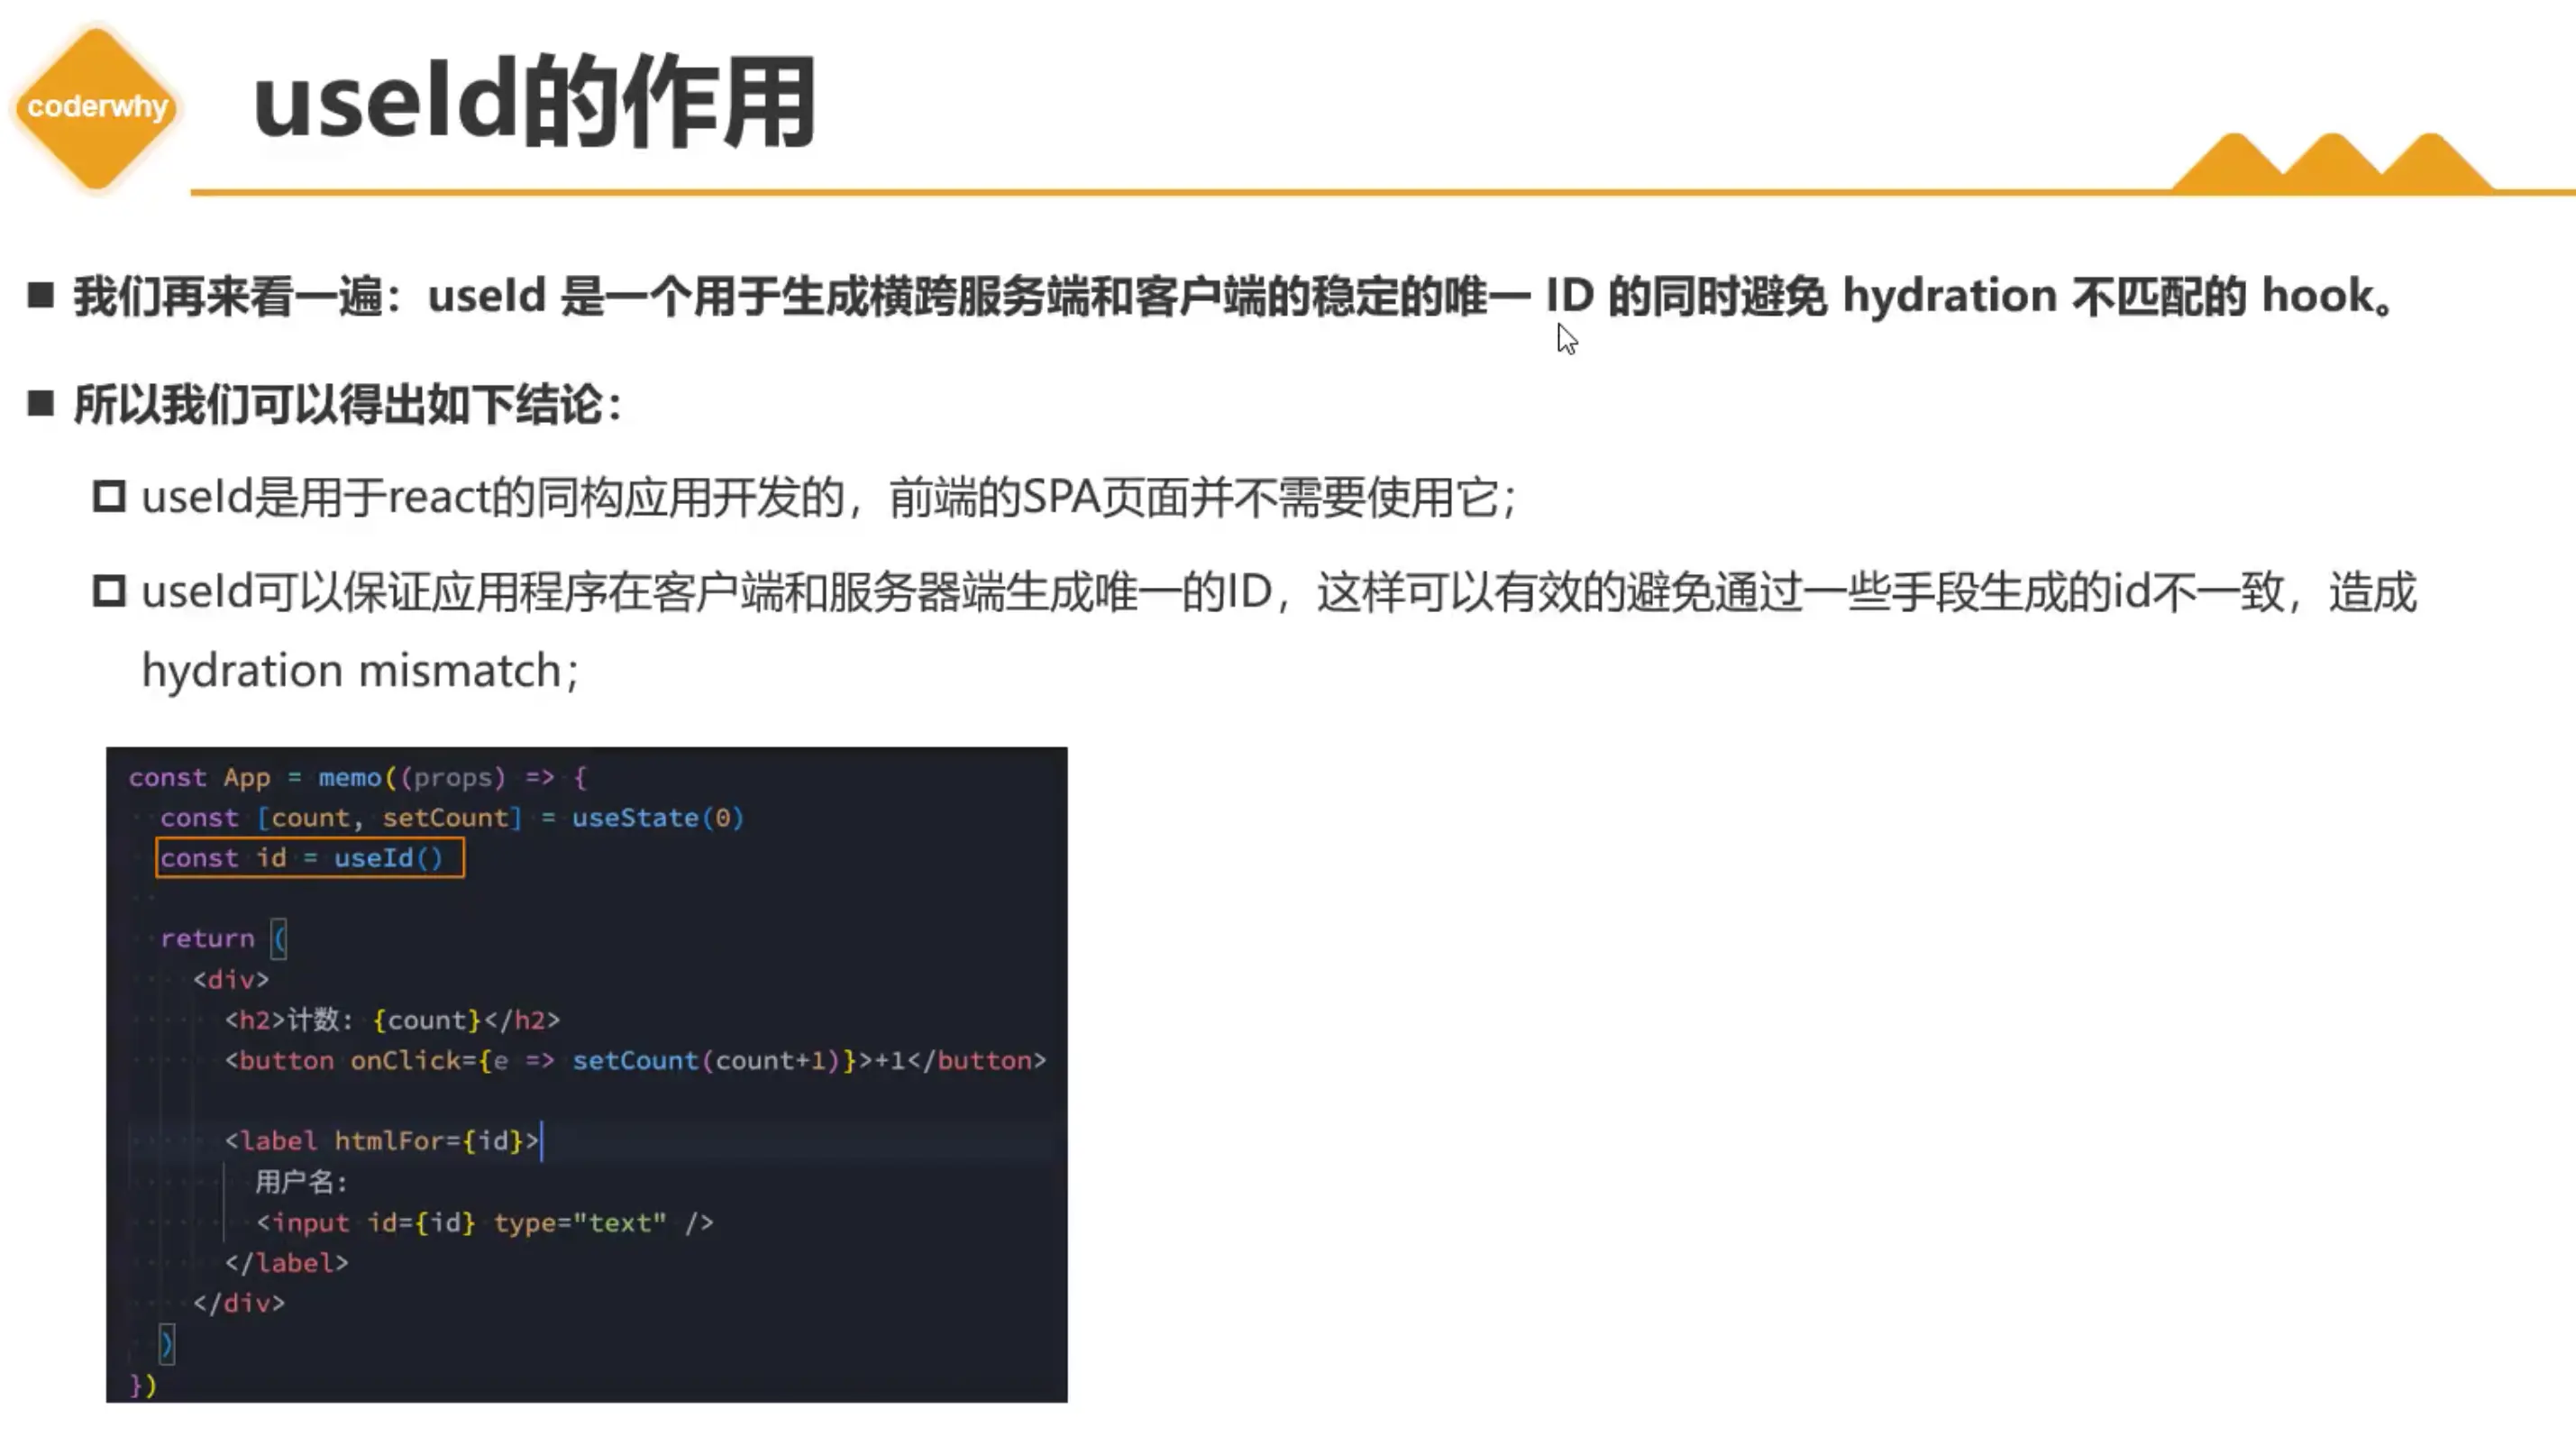 coderwhy
useId的作用
我们再来看一遍：useId 是一个用于生成横跨服务端和客户端的稳定的唯一 ID 的同时避免 hydration 不匹配的 hook。
所以我们可以得出如下结论：
useId是用于react的同构应用开发的，前端的SPA页面并不需要使用它；
useId可以保证应用程序在客户端和服务器端生成唯一的ID，这样可以有效的避免通过一些手段生成的id不一致，造成
hydration mismatch；
const App = memo((props) => {
const [count, setCount] = useState(0)
const id = useId()
return (
<div>
<h2>计数: {count}</h2>
<button onClick={e => setCount(count+1)}>+1</button>
<label htmlFor={id}>
用户名:
<input id={id} type="text" />
</label>
</div>
)
})